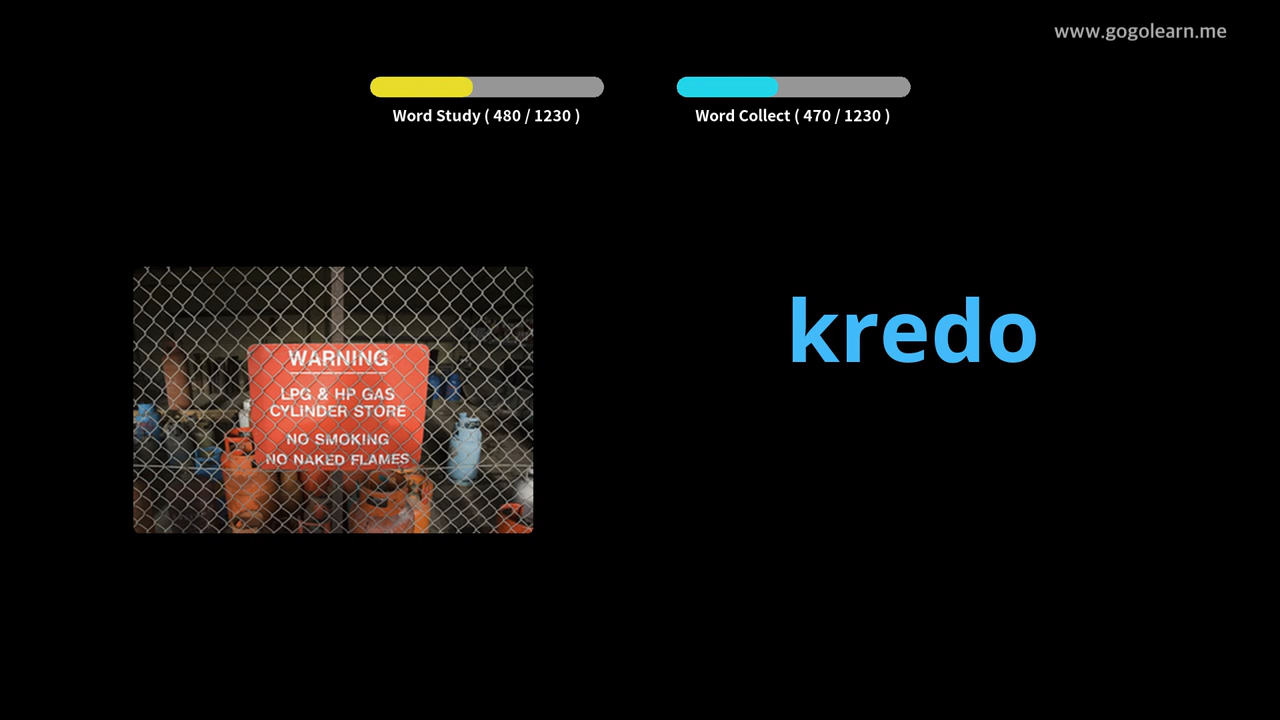 www.gogolearn.me
Word Study ( 480 / 1230 )
Word Collect ( 470 / 1230 )
WARNING
LPG & HP GAS
CYLINDER STORE
NO SMOKING
NO NAKED FLAMES
kredo